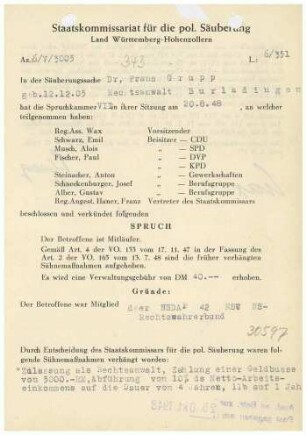 Staatskommissariat für die pol. Säuberung
Land Württemberg-Hohenzollern
Az. 6/V/3003
343
L: 6/351
In der Säuberungssache Dr. Franz Grupp
geb.12.12.05 Rechtsanwalt Burladingen
hat die Spruchkammer VII in ihrer Sitzung am 20.8.48, an welcher
teilgenommen haben:
Reg.Ass. Wax Vorsitzender
Schwarz, Emil Beisitzer — CDU
Musch, Alois „ — SPD
Fischer, Paul „ — DVP
„ — KPD
Steinacher, Anton „ — Gewerkschaften
Schneckenburger, Josef „ — Berufsgruppe
Alber, Gustav „ — Berufsgruppe
Reg.Angest. Hauer, Franz Vertreter des Staatskommissars
beschlossen und verkündet folgenden
SPRUCH
Der Betroffene ist Mitläufer.
Gemäß Art. 4 der VO. 133 vom 17. 11. 47 in der Fassung des
Art. 2 der VO. 165 vom 13. 7. 48 sind die früher verhängten
Sühnemaßnahmen aufgehoben.
Es wird eine Verwaltungsgebühr von DM 40.-- erhoben.
Gründe:
Der Betroffene war Mitglied der NSDAP 42 NSV NS-
Rechtswahrerbund
30597
Durch Entscheidung des Staatskommissars für die pol. Säuberung waren fol-
gende Sühnemaßnahmen verhängt worden:
"Zulassung als Rechtsanwalt, Zahlung einer Geldbusse
von 3000.-RM, Abführung von 10% des Netto-Arbeits-
einkommens auf die Dauer von 4 Jahren,
Okt. 1948